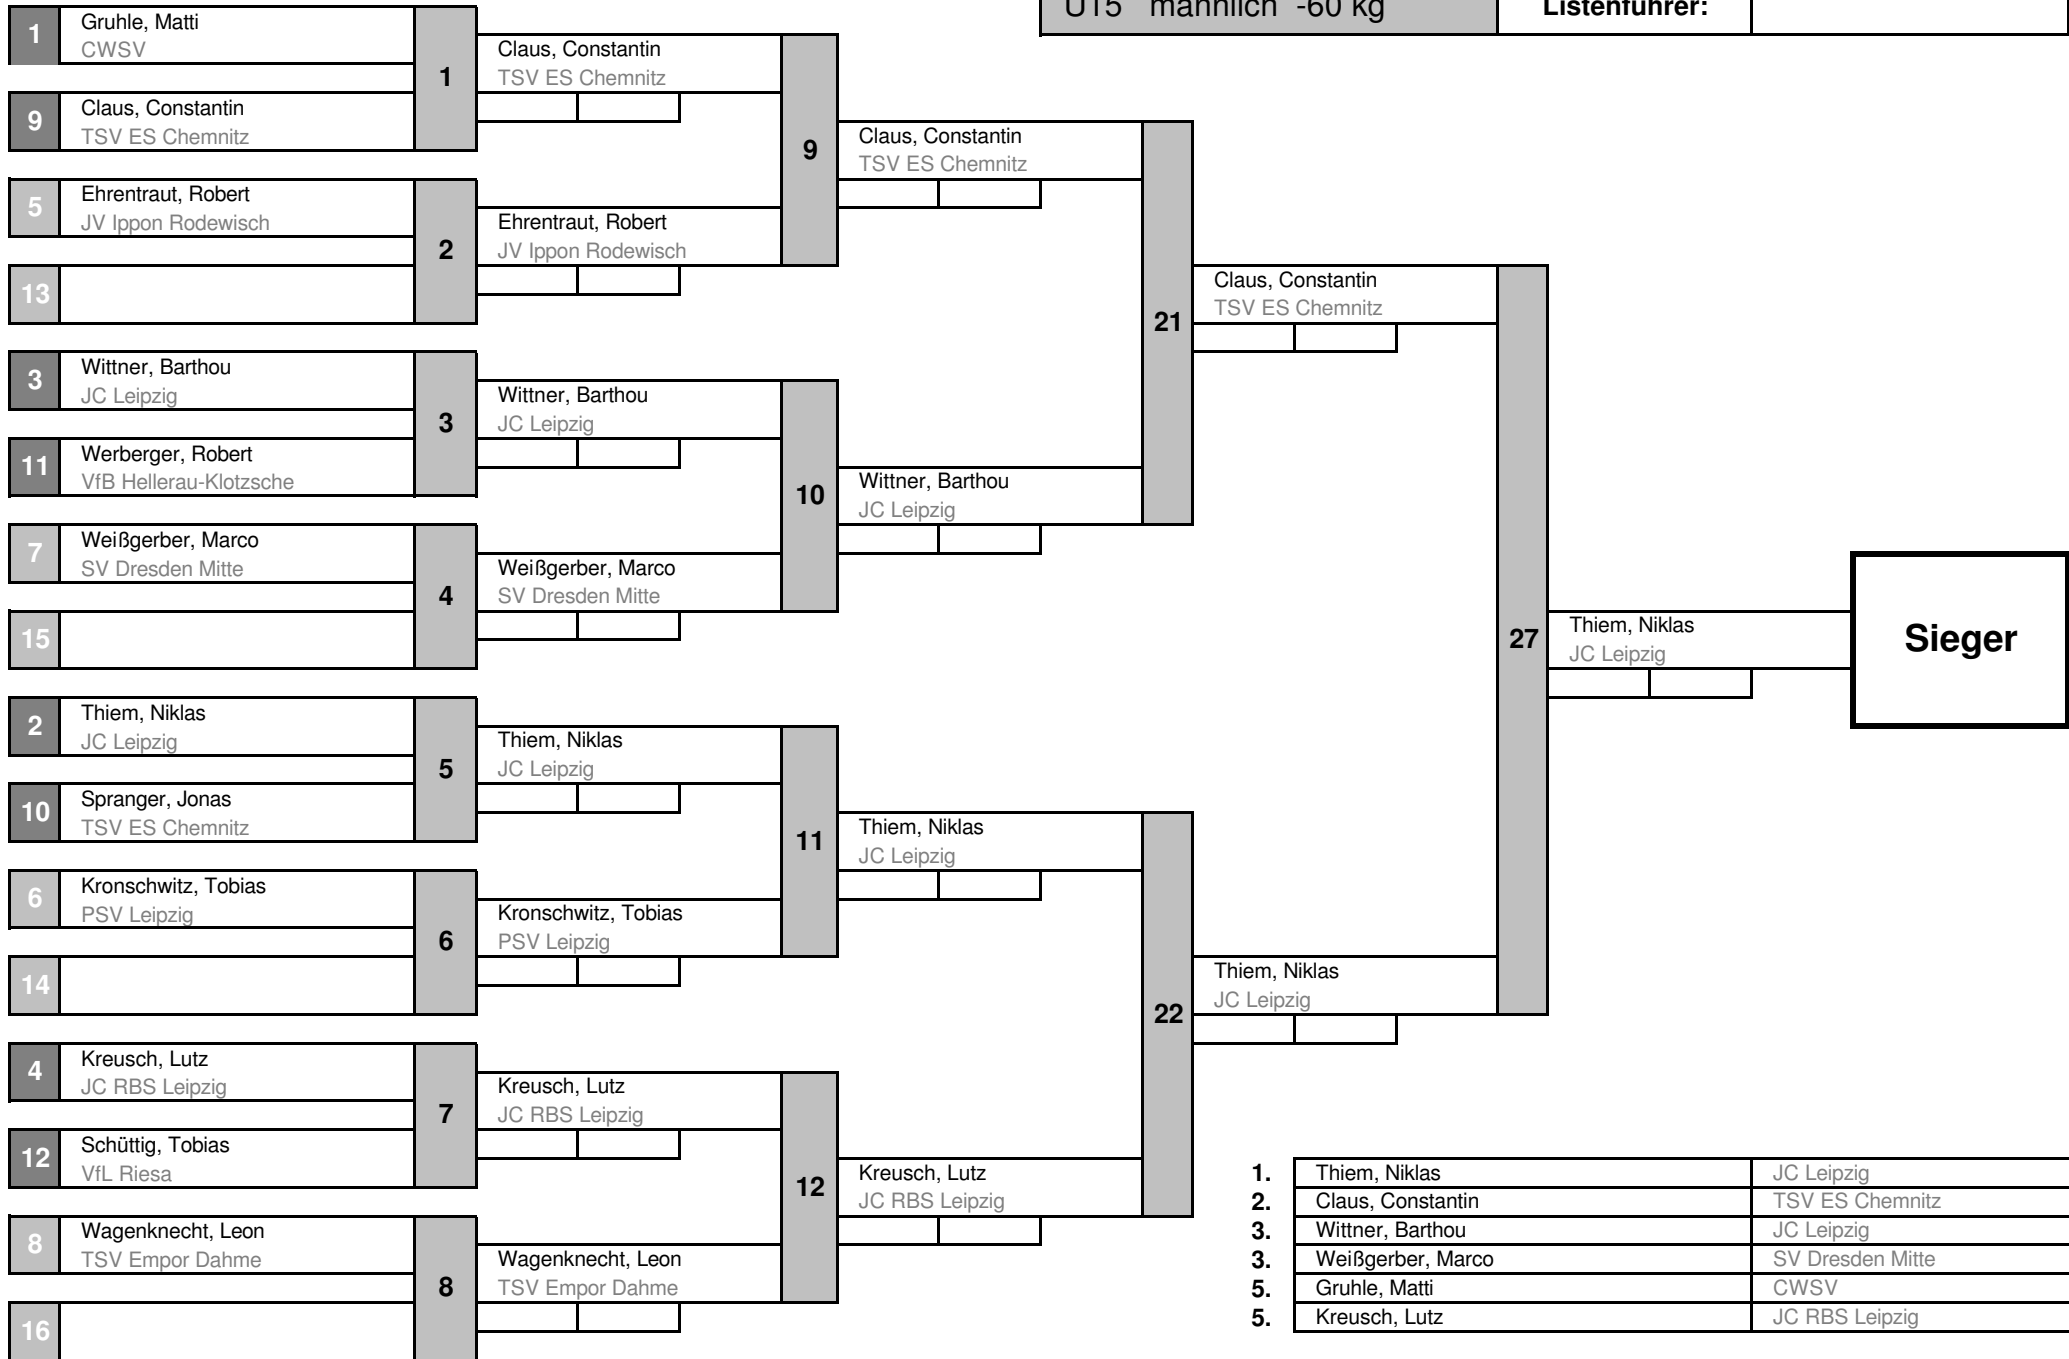 U15 männlich -60 kg
Listenführer:
1
Gruhle, Matti
CWSV
9
Claus, Constantin
TSV ES Chemnitz
5
Ehrentraut, Robert
JV Ippon Rodewisch
13
3
Wittner, Barthou
JC Leipzig
11
Werberger, Robert
VfB Hellerau-Klotzsche
7
Weißgerber, Marco
SV Dresden Mitte
15
2
Thiem, Niklas
JC Leipzig
10
Spranger, Jonas
TSV ES Chemnitz
6
Kronschwitz, Tobias
PSV Leipzig
14
4
Kreusch, Lutz
JC RBS Leipzig
12
Schüttig, Tobias
VfL Riesa
8
Wagenknecht, Leon
TSV Empor Dahme
16
1
Claus, Constantin
TSV ES Chemnitz
2
Ehrentraut, Robert
JV Ippon Rodewisch
3
Wittner, Barthou
JC Leipzig
4
Weißgerber, Marco
SV Dresden Mitte
5
Thiem, Niklas
JC Leipzig
6
Kronschwitz, Tobias
PSV Leipzig
7
Kreusch, Lutz
JC RBS Leipzig
8
Wagenknecht, Leon
TSV Empor Dahme
9
Claus, Constantin
TSV ES Chemnitz
10
Wittner, Barthou
JC Leipzig
11
Thiem, Niklas
JC Leipzig
12
Kreusch, Lutz
JC RBS Leipzig
21
Claus, Constantin
TSV ES Chemnitz
22
Thiem, Niklas
JC Leipzig
27
Thiem, Niklas
JC Leipzig
Sieger
1. Thiem, Niklas JC Leipzig
2. Claus, Constantin TSV ES Chemnitz
3. Wittner, Barthou JC Leipzig
3. Weißgerber, Marco SV Dresden Mitte
5. Gruhle, Matti CWSV
5. Kreusch, Lutz JC RBS Leipzig